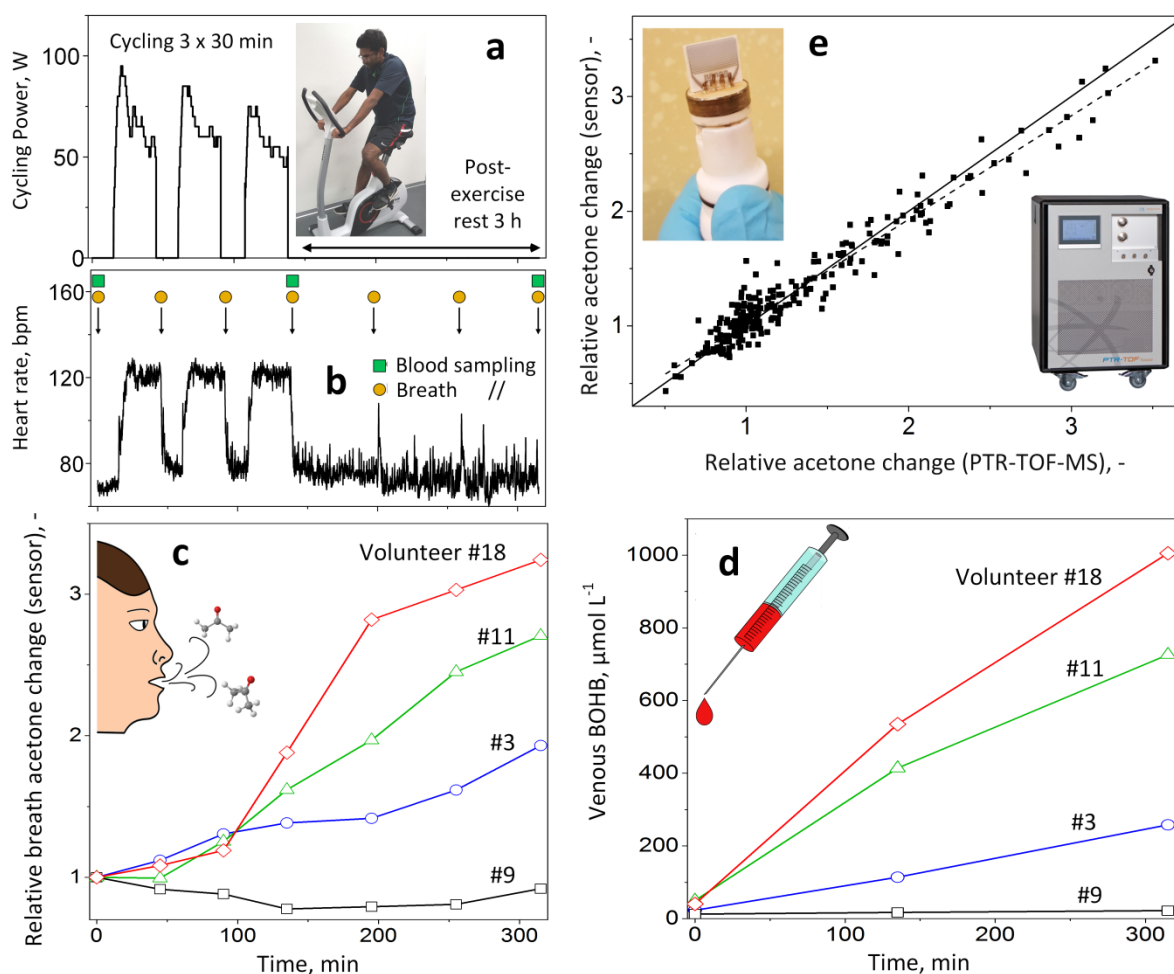 a
Cycling 3 x 30 min
Cycling Power, W
100
50
0
Post-
exercise
rest 3 h
b
Heart rate, bpm
160
120
80
Blood sampling
Breath //
c
Relative breath acetone change (sensor), -
3
2
1
Volunteer #18
#11
#3
#9
0
100
200
300
Time, min
e
Relative acetone change (sensor), -
3
2
1
1
2
3
Relative acetone change (PTR-TOF-MS), -
PTR-TOF
d
Venous BOHB, µmol L⁻¹
1000
800
600
400
200
0
Volunteer #18
#11
#3
#9
0
100
200
300
Time, min